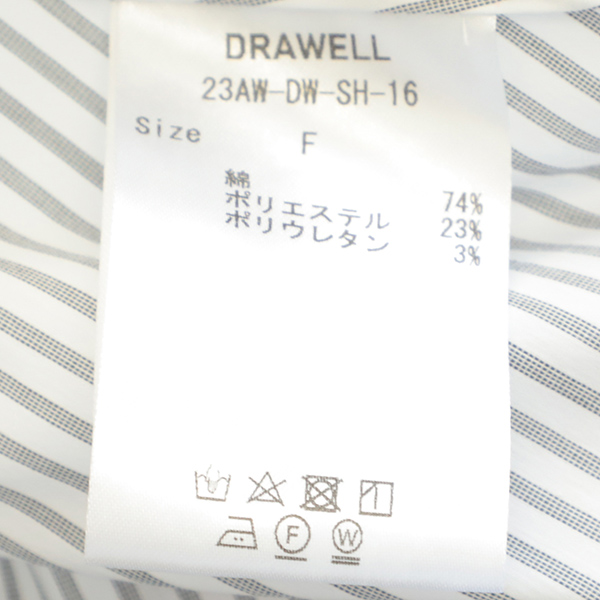 DRAWELL
23AW-DW-SH-16
Size F
綿 74%
ポリエステル 23%
ポリウレタン 3%
F W